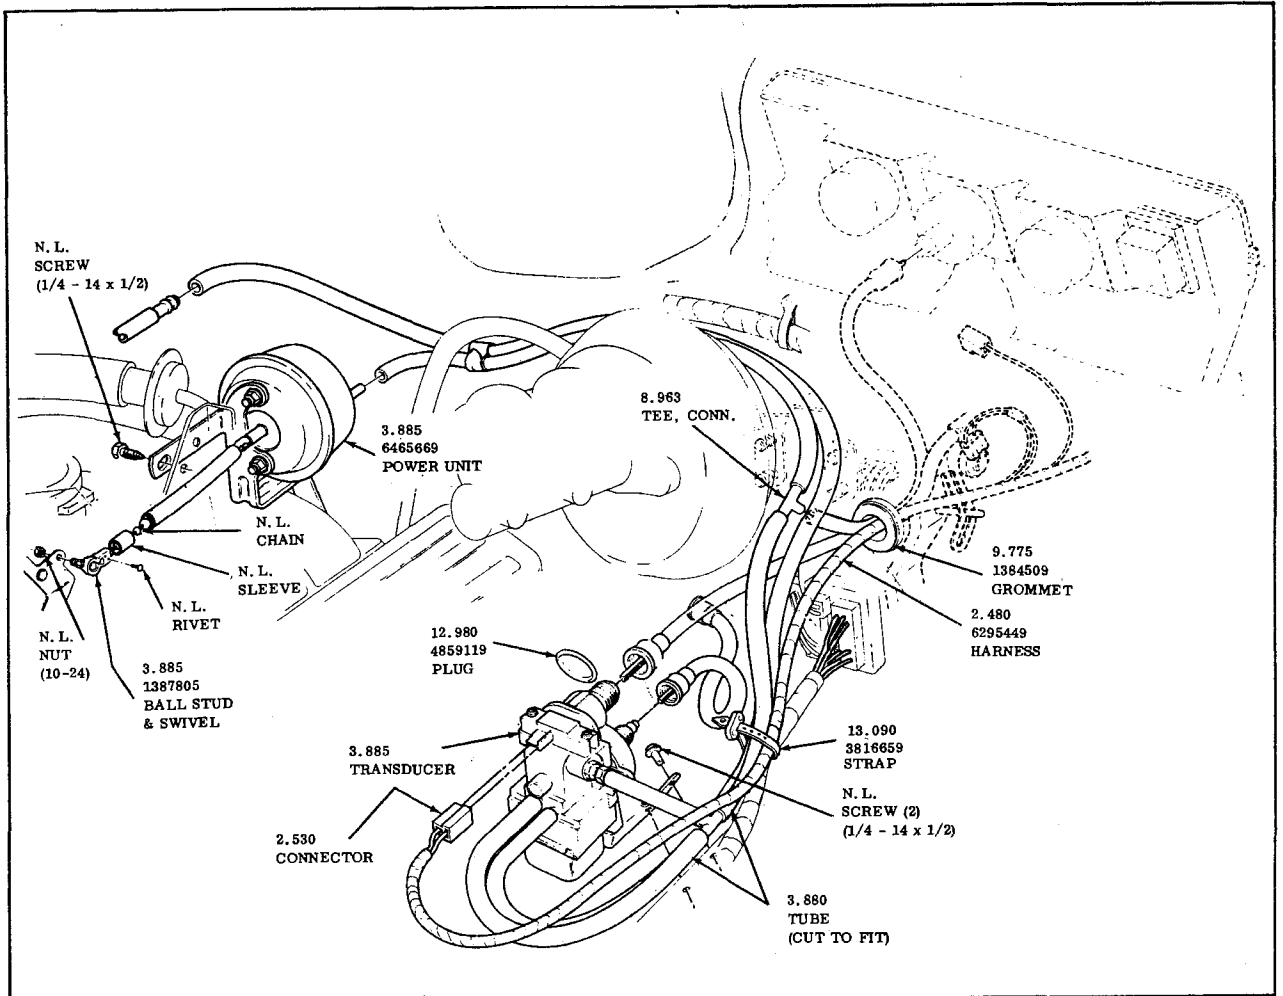 N. L.
SCREW
(1/4 - 14 x 1/2)
3.885
6465669
POWER UNIT
8.963
TEE, CONN.
N. L.
CHAIN
N. L.
SLEEVE
N. L.
RIVET
N. L.
NUT
(10-24)
3.885
1387805
BALL STUD
& SWIVEL
12.980
4859119
PLUG
9.775
1384509
GROMMET
2.480
6295449
HARNESS
3.885
TRANSDUCER
13.090
3816659
STRAP
N. L.
SCREW (2)
(1/4 - 14 x 1/2)
2.530
CONNECTOR
3.880
TUBE
(CUT TO FIT)